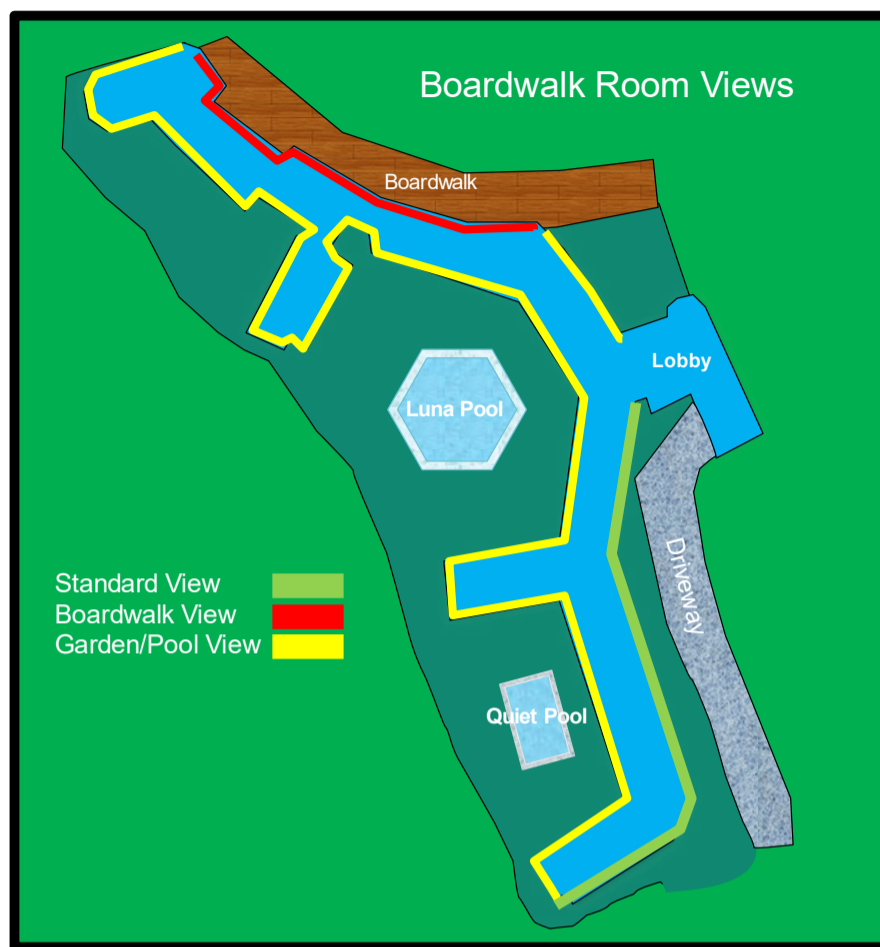 Boardwalk Room Views
Boardwalk
Lobby
Luna Pool
Driveway
Standard View
Boardwalk View
Garden/Pool View
Quiet Pool